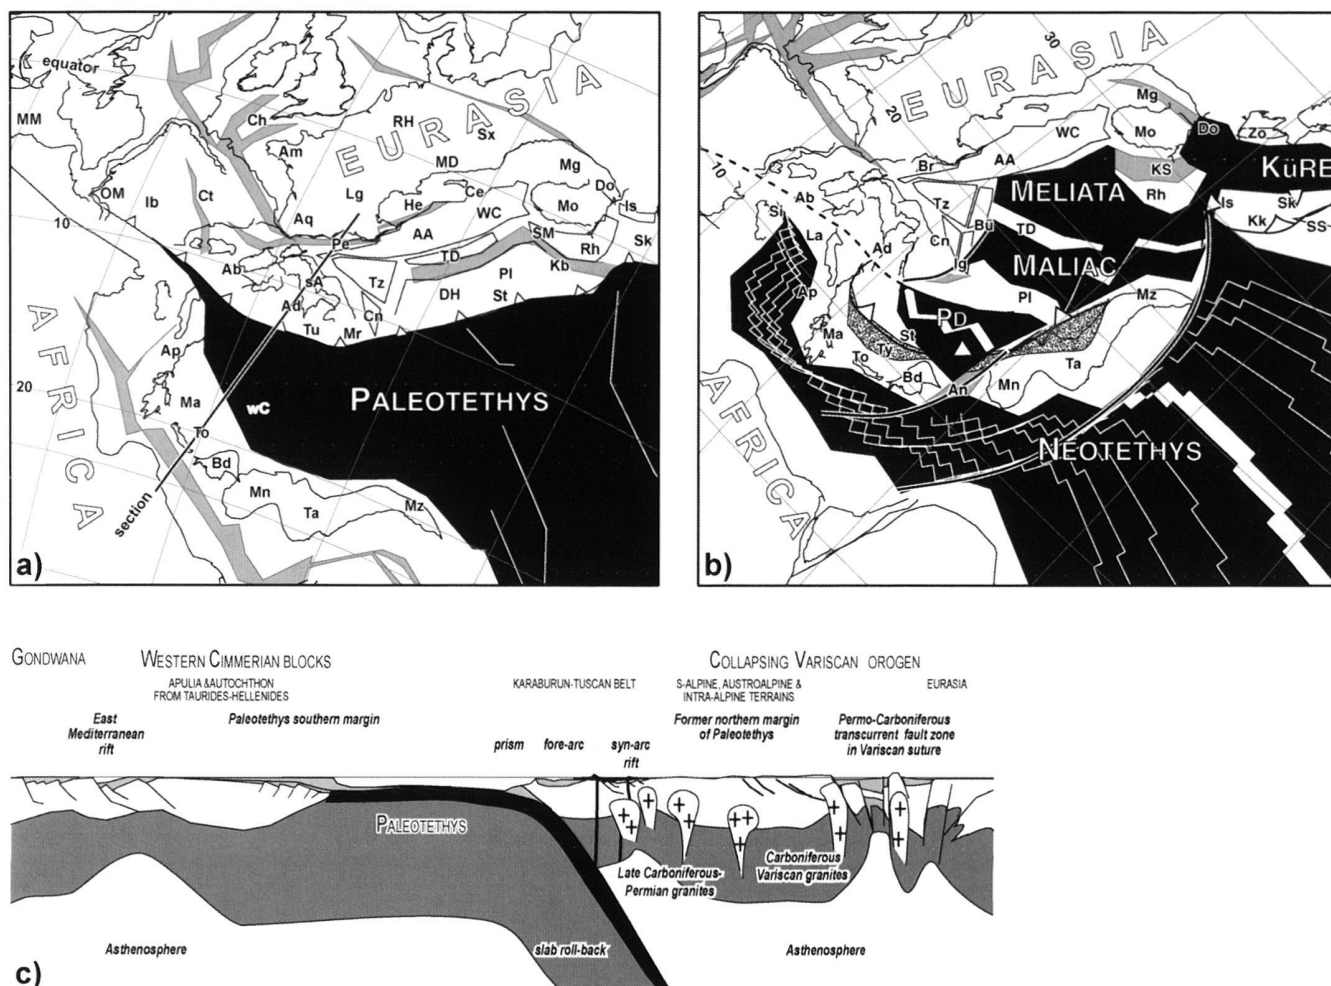 equator
MM
OM
Ib
10
20
AFRICA
EURASIA
Ch
RH
Sx
Am
Lg
MD
Mg
Ct
Aq
He
Ce
Do
Is
WC
Mo
Pe
AA
SM
Rh
Sk
Ab
sA
TD
Kb
Tz
Pl
Ad
Cn
DH
St
Tu
Mr
Ap
PALEOTETHYS
wC
Ma
To
Bd
Mn
Ta
Mz
section
a)
30
EURASIA
20
10
Mg
WC
Mo
Do
Zo
Br
AA
KS
KÜRE
MELIATA
Rh
Is
Sk
Kk
SS
Ab
Si
La
Tz
Bü
Cn
TD
Ad
Ig
MALIAC
Ap
Pl
Mz
PD
Ma
St
To
Ty
Ta
Bd
An
Mn
AFRICA
NEOTETHYS
b)
GONDWANA
WESTERN CIMMERIAN BLOCKS
COLLAPSING VARISCAN OROGEN
APULIA &AUTOCHTHON
FROM TAURIDES-HELLENIDES
KARABURUN-TUSCAN BELT
S-ALPINE, AUSTROALPINE &
INTRA-ALPINE TERRAINS
EURASIA
East
Mediterranean
rift
Paleotethys southern margin
prism
fore-arc
syn-arc
rift
Former northern margin
of Paleotethys
Permo-Carboniferous
transcurrent fault zone
in Variscan suture
PALEOTETHYS
Late Carboniferous-
Permian granites
Carboniferous
Variscan granites
Asthenosphere
slab roll-back
Asthenosphere
c)